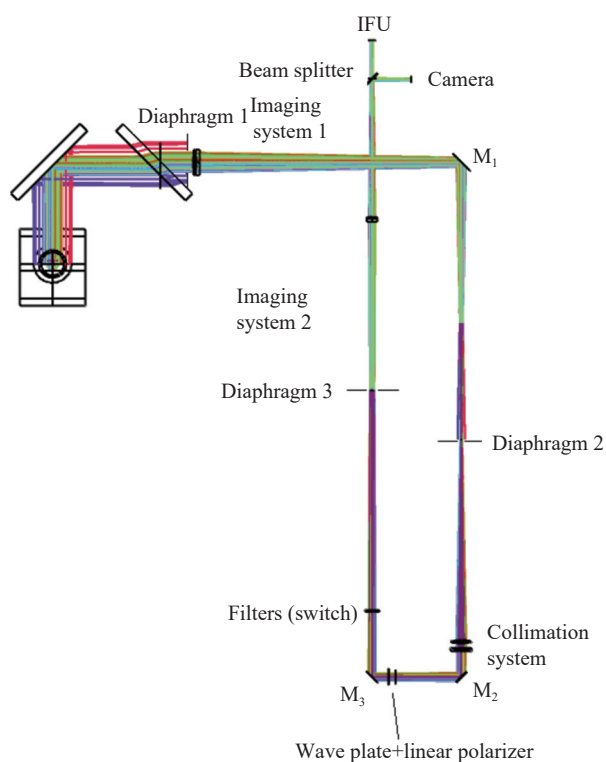 IFU
Beam splitter
Camera
Diaphragm 1
Imaging
system 1
M₁
Imaging
system 2
Diaphragm 3
Diaphragm 2
Filters (switch)
Collimation
system
M₃
M₂
Wave plate+linear polarizer